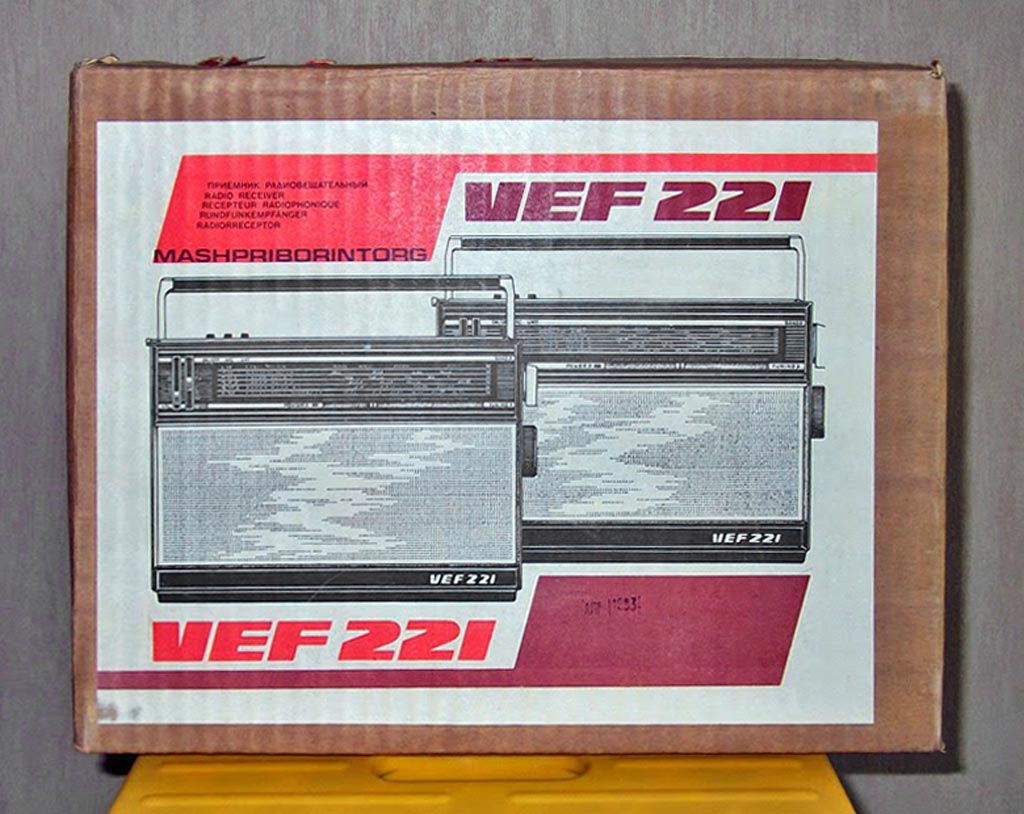 ПРИЕМНИК РАДИОВЕЩАТЕЛЬНЫЙ
RADIO RECEIVER
RECEPTEUR RADIOPHONIQUE
RUNDFUNKEMPFÄNGER
RADIORRECEPTOR
MASHPRIBORINTORG
VEF 221
VEF 221
VEF 221
VEF 221